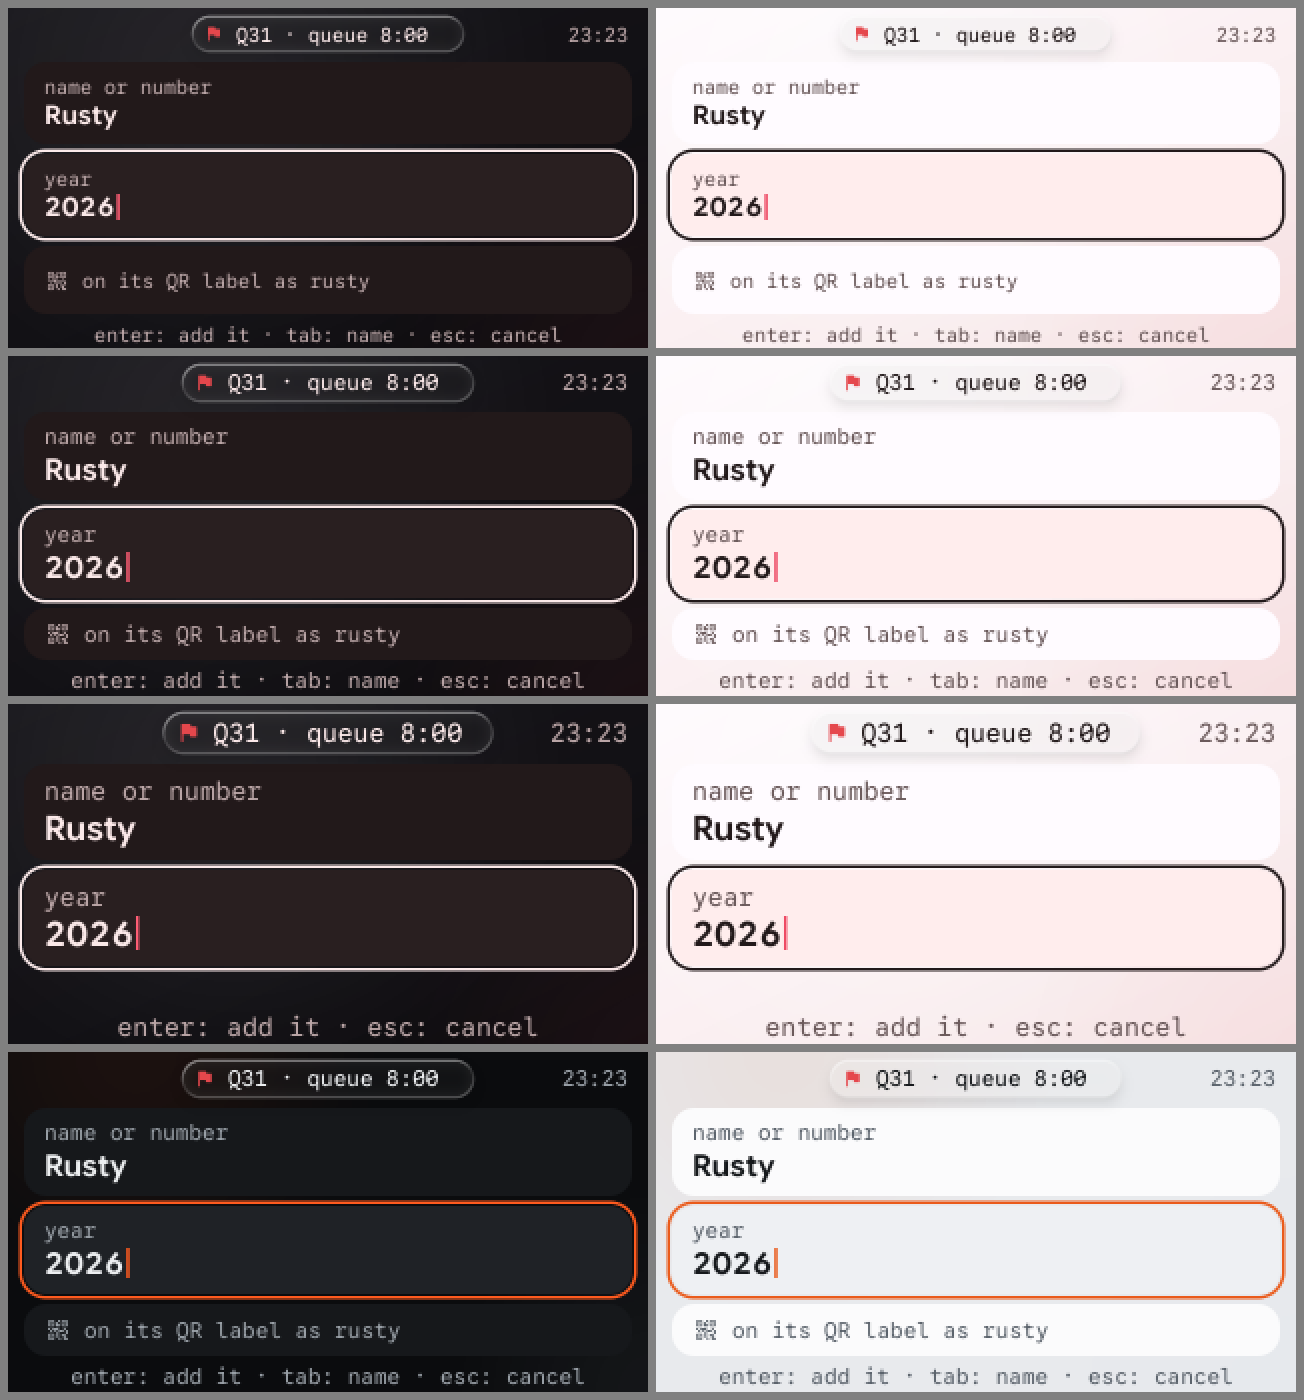 Q31 · queue 8:00 23:23
name or number
Rusty
year
2026
on its QR label as rusty
enter: add it · tab: name · esc: cancel
Q31 · queue 8:00 23:23
name or number
Rusty
year
2026
on its QR label as rusty
enter: add it · tab: name · esc: cancel
Q31 · queue 8:00 23:23
name or number
Rusty
year
2026
on its QR label as rusty
enter: add it · tab: name · esc: cancel
Q31 · queue 8:00 23:23
name or number
Rusty
year
2026
on its QR label as rusty
enter: add it · tab: name · esc: cancel
Q31 · queue 8:00 23:23
name or number
Rusty
year
2026
enter: add it · esc: cancel
Q31 · queue 8:00 23:23
name or number
Rusty
year
2026
enter: add it · esc: cancel
Q31 · queue 8:00 23:23
name or number
Rusty
year
2026
on its QR label as rusty
enter: add it · tab: name · esc: cancel
Q31 · queue 8:00 23:23
name or number
Rusty
year
2026
on its QR label as rusty
enter: add it · tab: name · esc: cancel